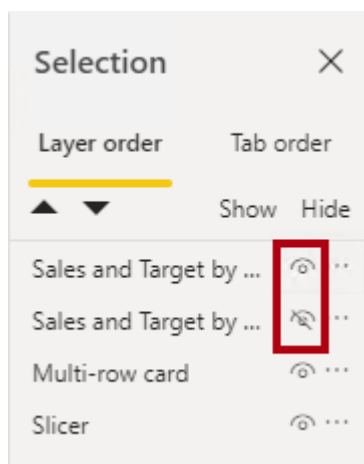 Selection
Layer order Tab order
Show Hide
Sales and Target by ...
Sales and Target by ...
Multi-row card
Slicer